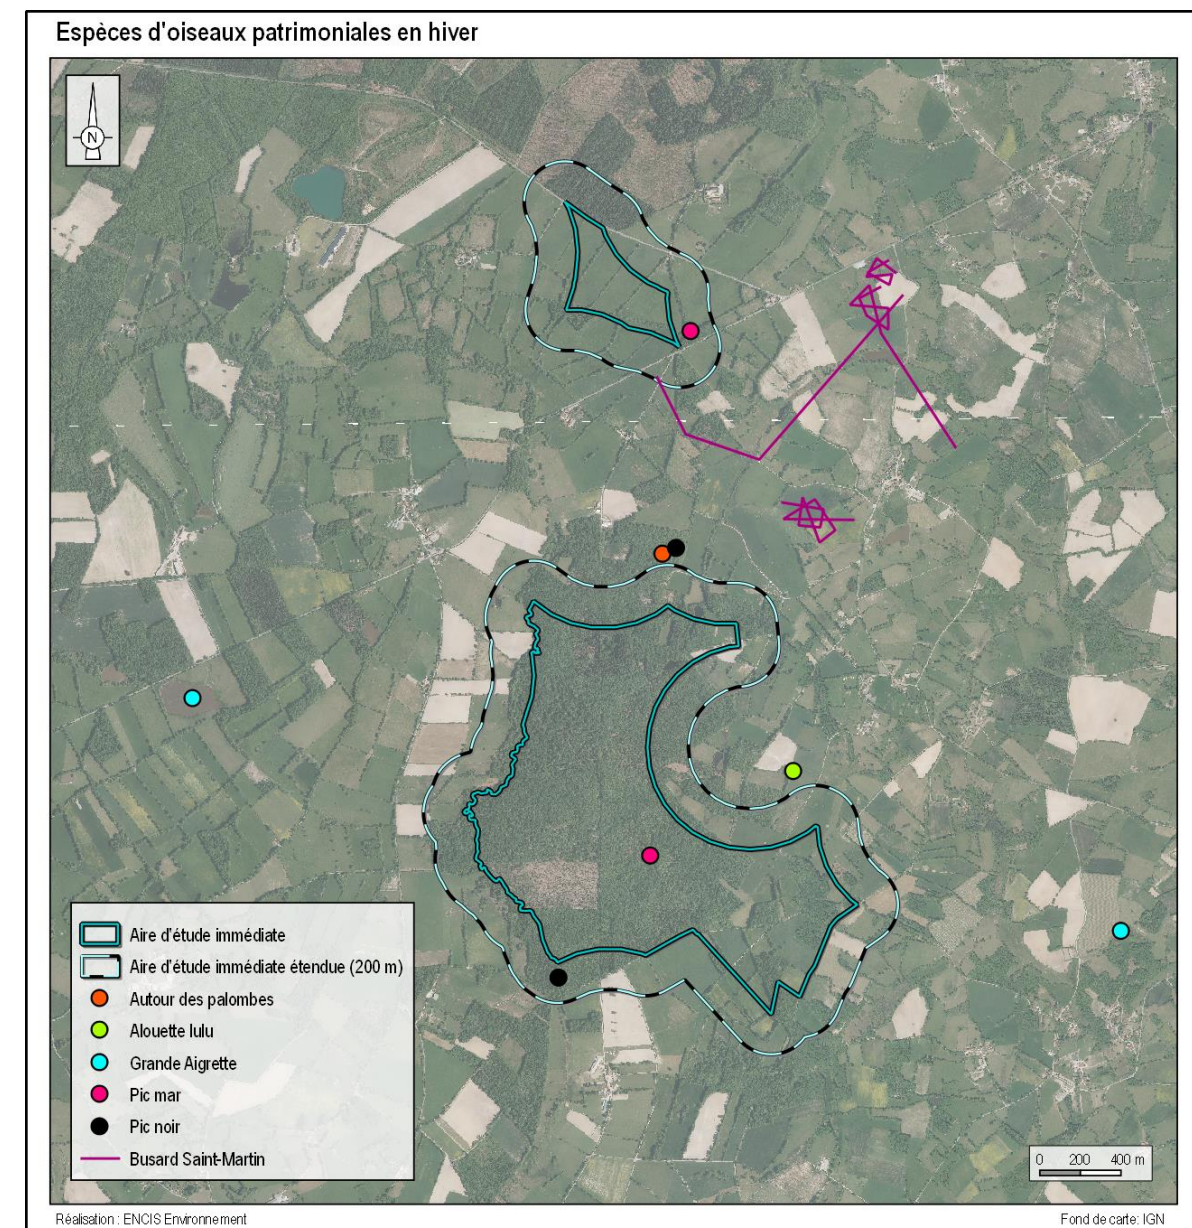 Espèces d'oiseaux patrimoniales en hiver
N
Aire d'étude immédiate
Aire d'étude immédiate étendue (200 m)
Autour des palombes
Alouette lulu
Grande Aigrette
Pic mar
Pic noir
Busard Saint-Martin
0 200 400 m
Réalisation : ENCIS Environnement
Fond de carte: IGN